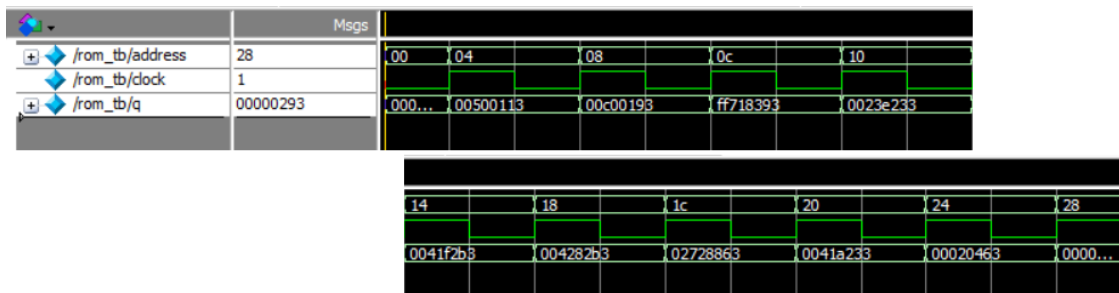 Msgs
/rom_tb/address 28 00 04 08 0c 10
/rom_tb/clock 1
/rom_tb/q 00000293 000... 00500113 00c00193 ff718393 0023e233
14 18 1c 20 24 28
0041f2b3 004282b3 02728863 0041a233 00020463 0000...